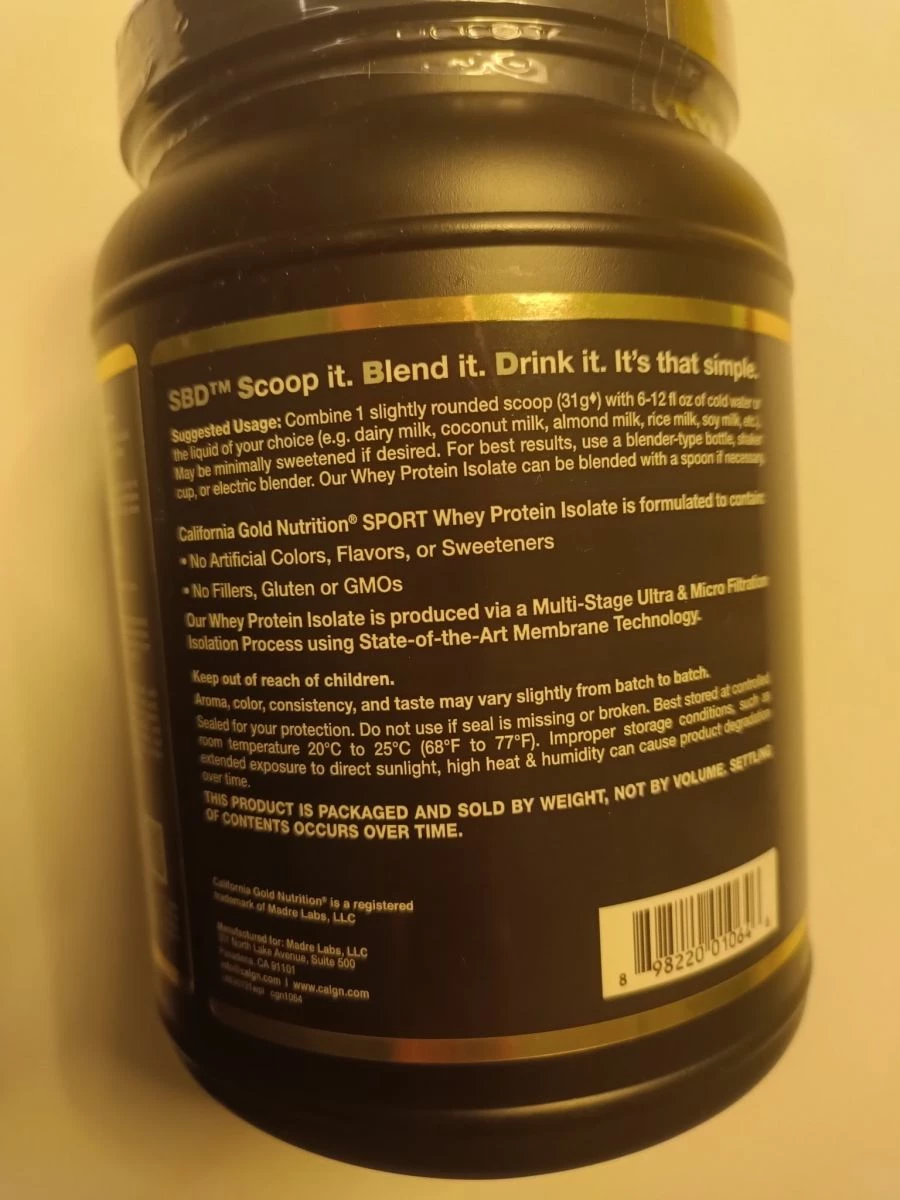 SBD™ Scoop it. Blend it. Drink it. It's that simple.
Suggested Usage: Combine 1 slightly rounded scoop (31g♦) with 6-12 fl oz of cold water or
the liquid of your choice (e.g. dairy milk, coconut milk, almond milk, rice milk, soy milk, etc.).
May be minimally sweetened if desired. For best results, use a blender-type bottle, shaker
cup, or electric blender. Our Whey Protein Isolate can be blended with a spoon if necessary.
California Gold Nutrition® SPORT Whey Protein Isolate is formulated to contain:
• No Artificial Colors, Flavors, or Sweeteners
• No Fillers, Gluten or GMOs
Our Whey Protein Isolate is produced via a Multi-Stage Ultra & Micro Filtration
Isolation Process using State-of-the-Art Membrane Technology.
Keep out of reach of children.
Aroma, color, consistency, and taste may vary slightly from batch to batch.
Sealed for your protection. Do not use if seal is missing or broken. Best stored at controlled
room temperature 20°C to 25°C (68°F to 77°F). Improper storage conditions, such as
extended exposure to direct sunlight, high heat & humidity can cause product degradation
over time.
THIS PRODUCT IS PACKAGED AND SOLD BY WEIGHT, NOT BY VOLUME. SETTLING
OF CONTENTS OCCURS OVER TIME.
California Gold Nutrition® is a registered
trademark of Madre Labs, LLC
Manufactured for: Madre Labs, LLC
North Lake Avenue, Suite 500
Pasadena, CA 91101
info@calgn.com | www.calgn.com
cgn1064
8 98220 01064 6